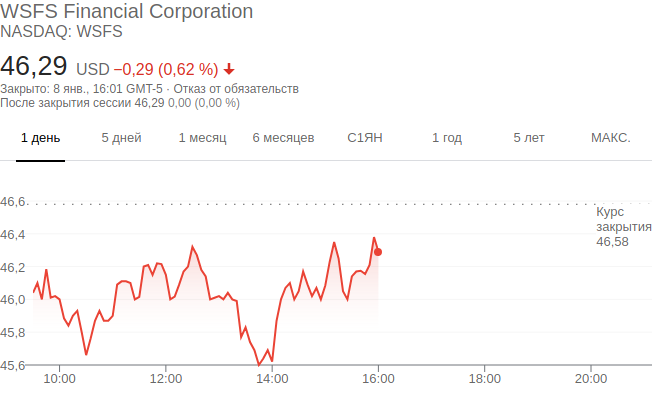 WSFS Financial Corporation
NASDAQ: WSFS
46,29 USD −0,29 (0,62 %)
Закрыто: 8 янв., 16:01 GMT-5 · Отказ от обязательств
После закрытия сессии 46,29 0,00 (0,00 %)
1 день 5 дней 1 месяц 6 месяцев С1ЯН 1 год 5 лет МАКС.
46,6
Курс
закрытия
46,58
46,4
46,2
46,0
45,8
45,6
10:00 12:00 14:00 16:00 18:00 20:00